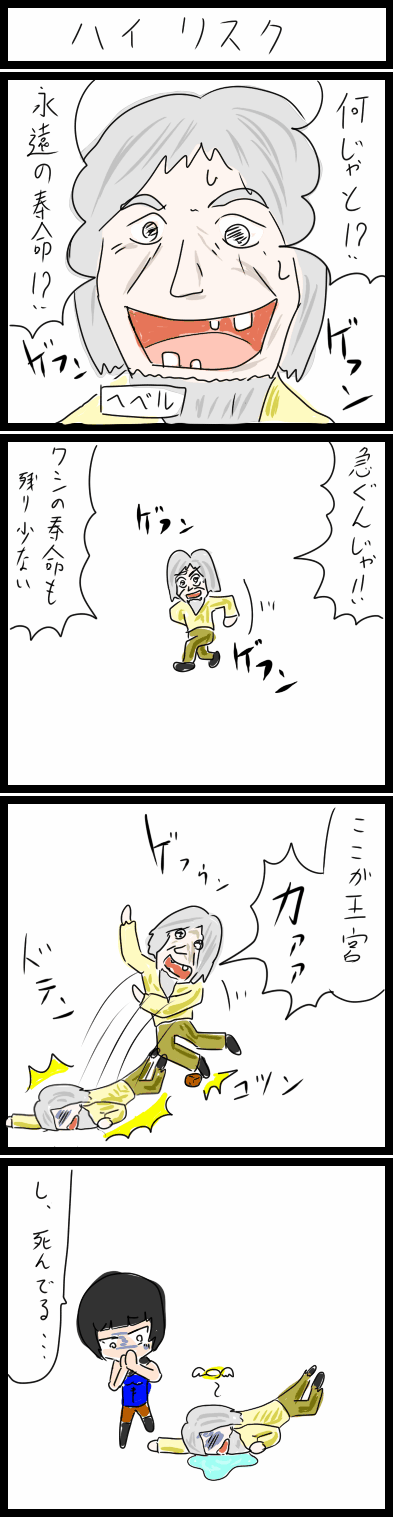 ハイ リスク
何じゃと!?
永遠の寿命!?
ゲフン
ゲフン
ヘベル
急ぐんじゃ!!
ワシの寿命も
残り少ない
ゲフン
ゲフン
ここが王宮
カァァ
ゲフゥン
ドテン
コツン
し、死んでる…